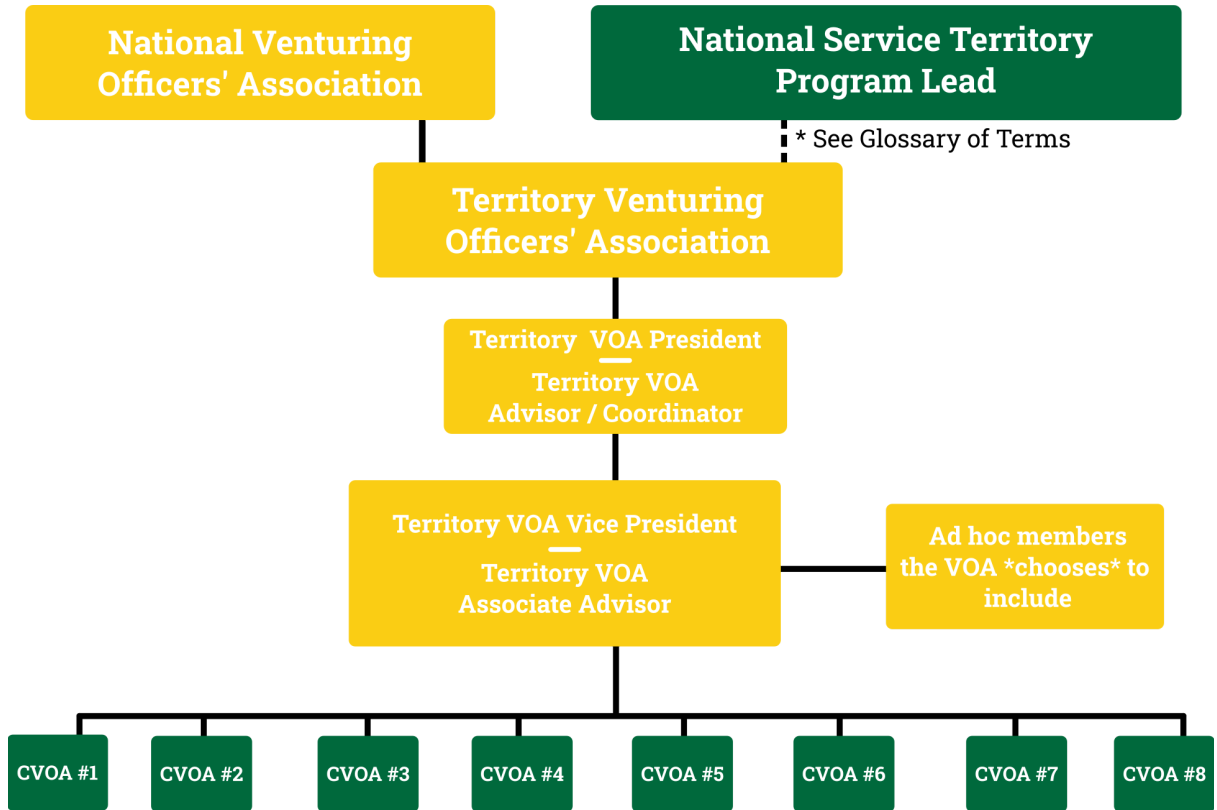 National Venturing
Officers' Association
National Service Territory
Program Lead
* See Glossary of Terms
Territory Venturing
Officers' Association
Territory VOA President
Territory VOA
Advisor / Coordinator
Territory VOA Vice President
Territory VOA
Associate Advisor
Ad hoc members
the VOA *chooses* to
include
CVOA #1
CVOA #2
CVOA #3
CVOA #4
CVOA #5
CVOA #6
CVOA #7
CVOA #8